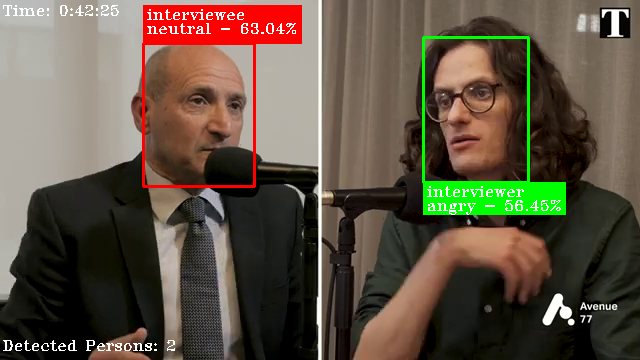 Time: 0:42:25
interviewee
neutral - 63.04%
T
interviewer
angry - 56.45%
Avenue
77
Detected Persons: 2